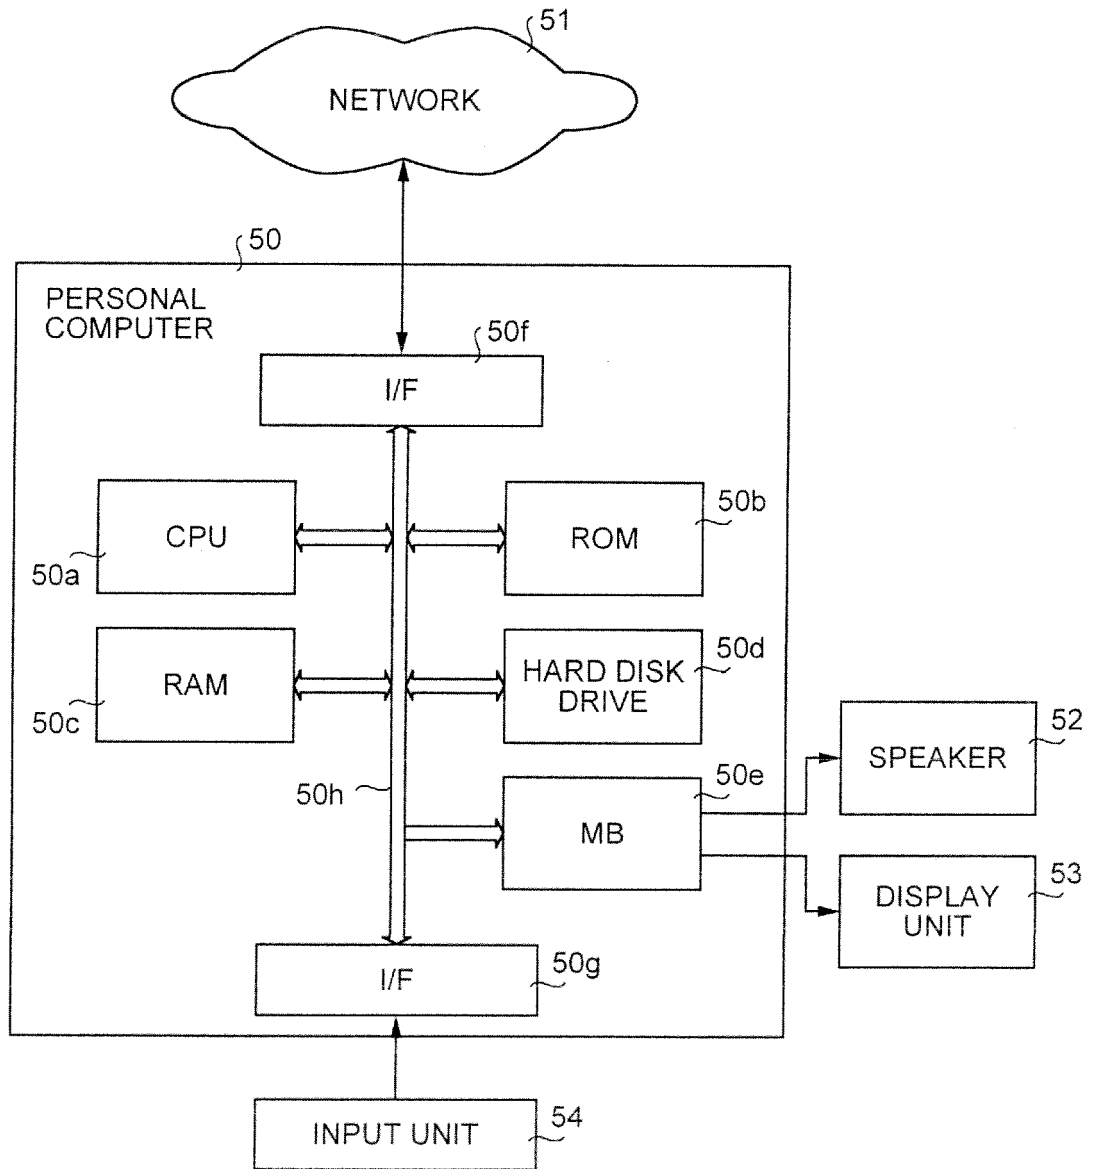 51
NETWORK
50
PERSONAL
COMPUTER
50f
I/F
CPU
50a
ROM
50b
RAM
50c
HARD DISK
DRIVE
50d
50h
MB
50e
SPEAKER
52
DISPLAY
UNIT
53
I/F
50g
INPUT UNIT
54